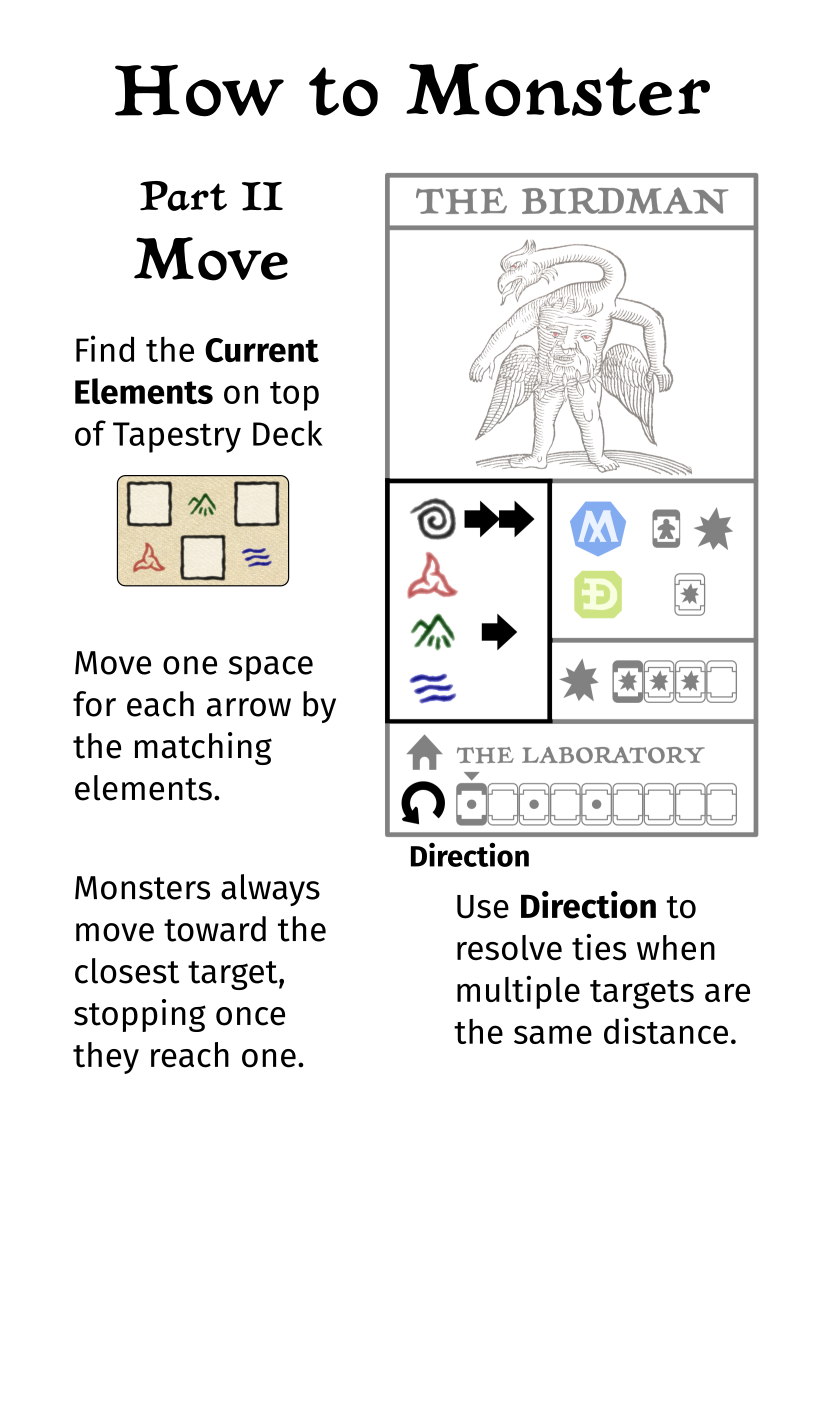 How to Monster
Part II
Move
Find the Current
Elements on top
of Tapestry Deck
Move one space
for each arrow by
the matching
elements.
Monsters always
move toward the
closest target,
stopping once
they reach one.
THE BIRDMAN
THE LABORATORY
Direction
Use Direction to
resolve ties when
multiple targets are
the same distance.